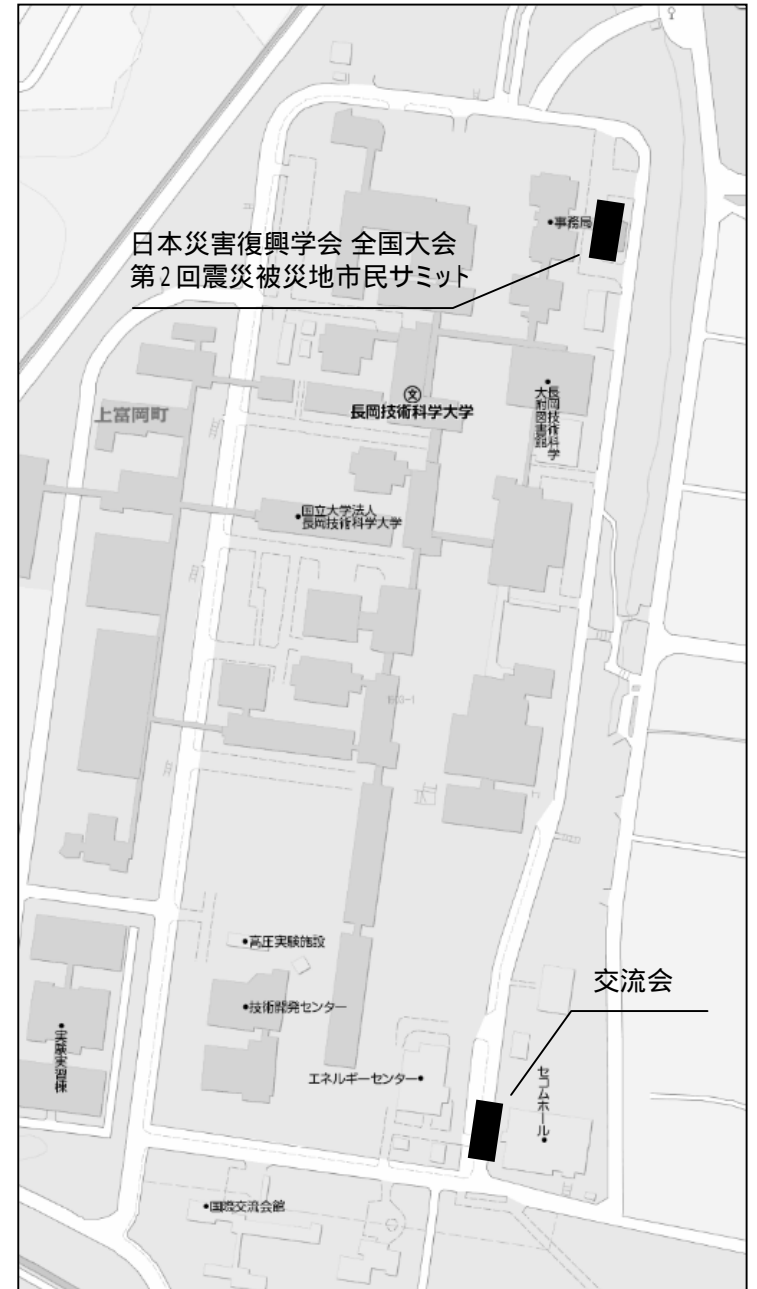 事務局
日本災害復興学会 全国大会
第2回震災被災地市民サミット
文
長岡技術科学大学
上富岡町
長岡技術科学
大附図書館
国立大学法人
長岡技術科学大学
1603-1
高圧実験施設
交流会
技術開発センター
実験実習棟
エネルギーセンター
セコムホール
国際交流会館